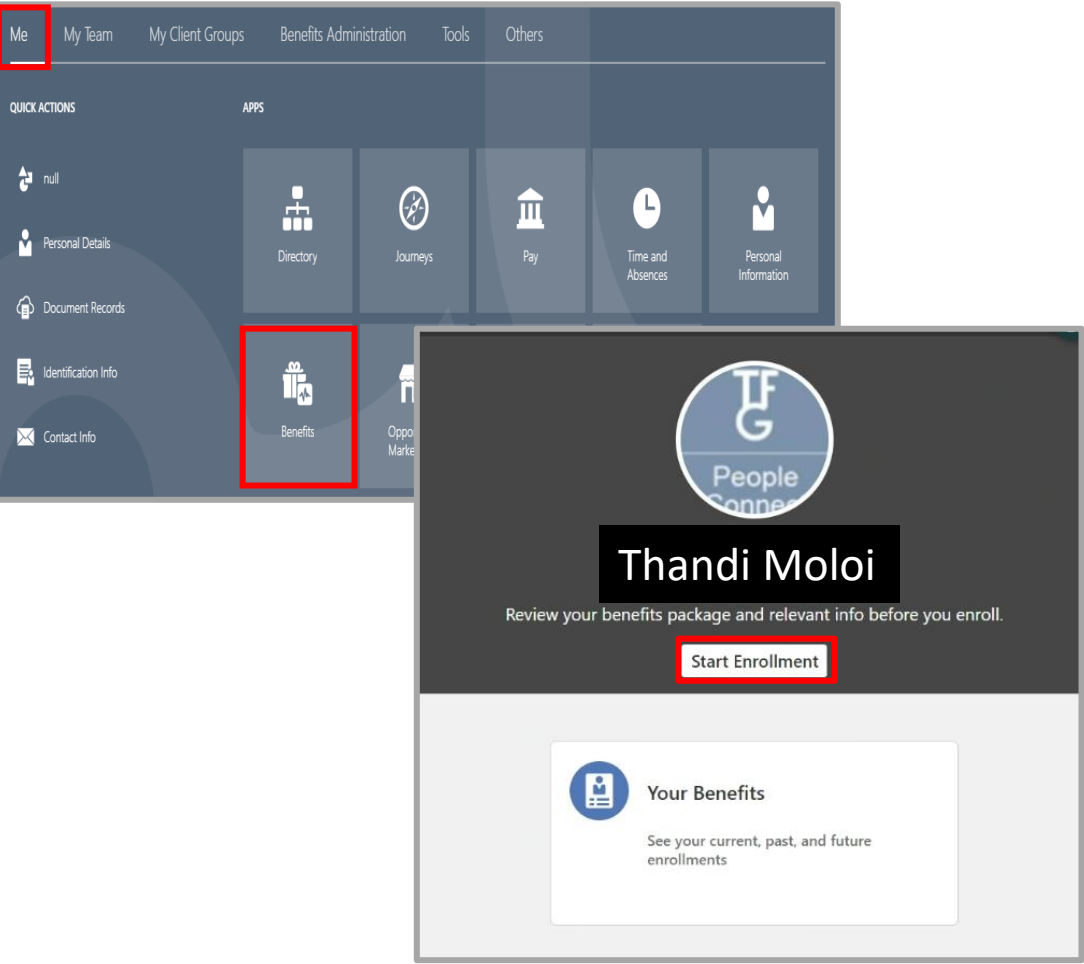 Me My Team My Client Groups Benefits Administration Tools Others
QUICK ACTIONS
APPS
null
Personal Details
Document Records
Identification Info
Contact Info
Directory
Journeys
Pay
Time and
Absences
Personal
Information
Benefits
TFG
People
Thandi Moloi
Review your benefits package and relevant info before you enroll.
Start Enrollment
Your Benefits
See your current, past, and future
enrollments